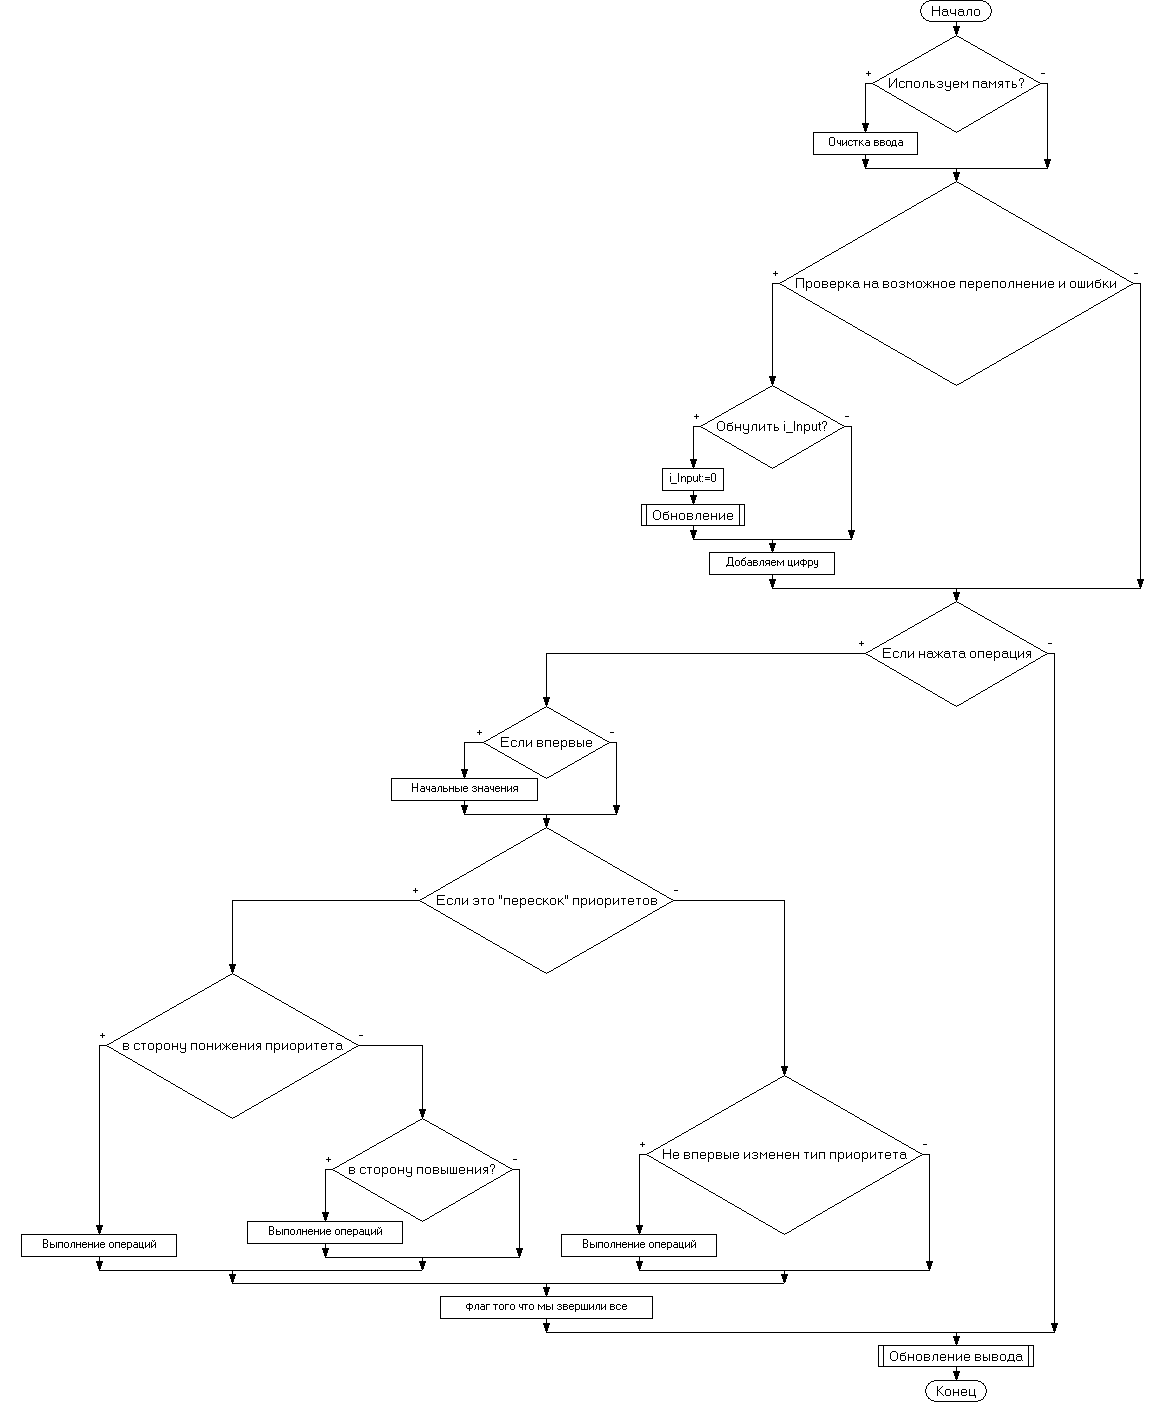 Начало
+
-
Используем память?
Очистка ввода
+
-
Проверка на возможное переполнение и ошибки
+
-
Обнулить i_Input?
i_Input:=0
Обновление
Добавляем цифру
+
-
Если нажата операция
+
-
Если впервые
Начальные значения
+
-
Если это "перескок" приоритетов
+
-
в сторону понижения приоритета
+
-
в сторону повышения?
+
-
Не впервые изменен тип приоритета
Выполнение операций
Выполнение операций
Выполнение операций
Флаг того что мы звершили все
Обновление вывода
Конец